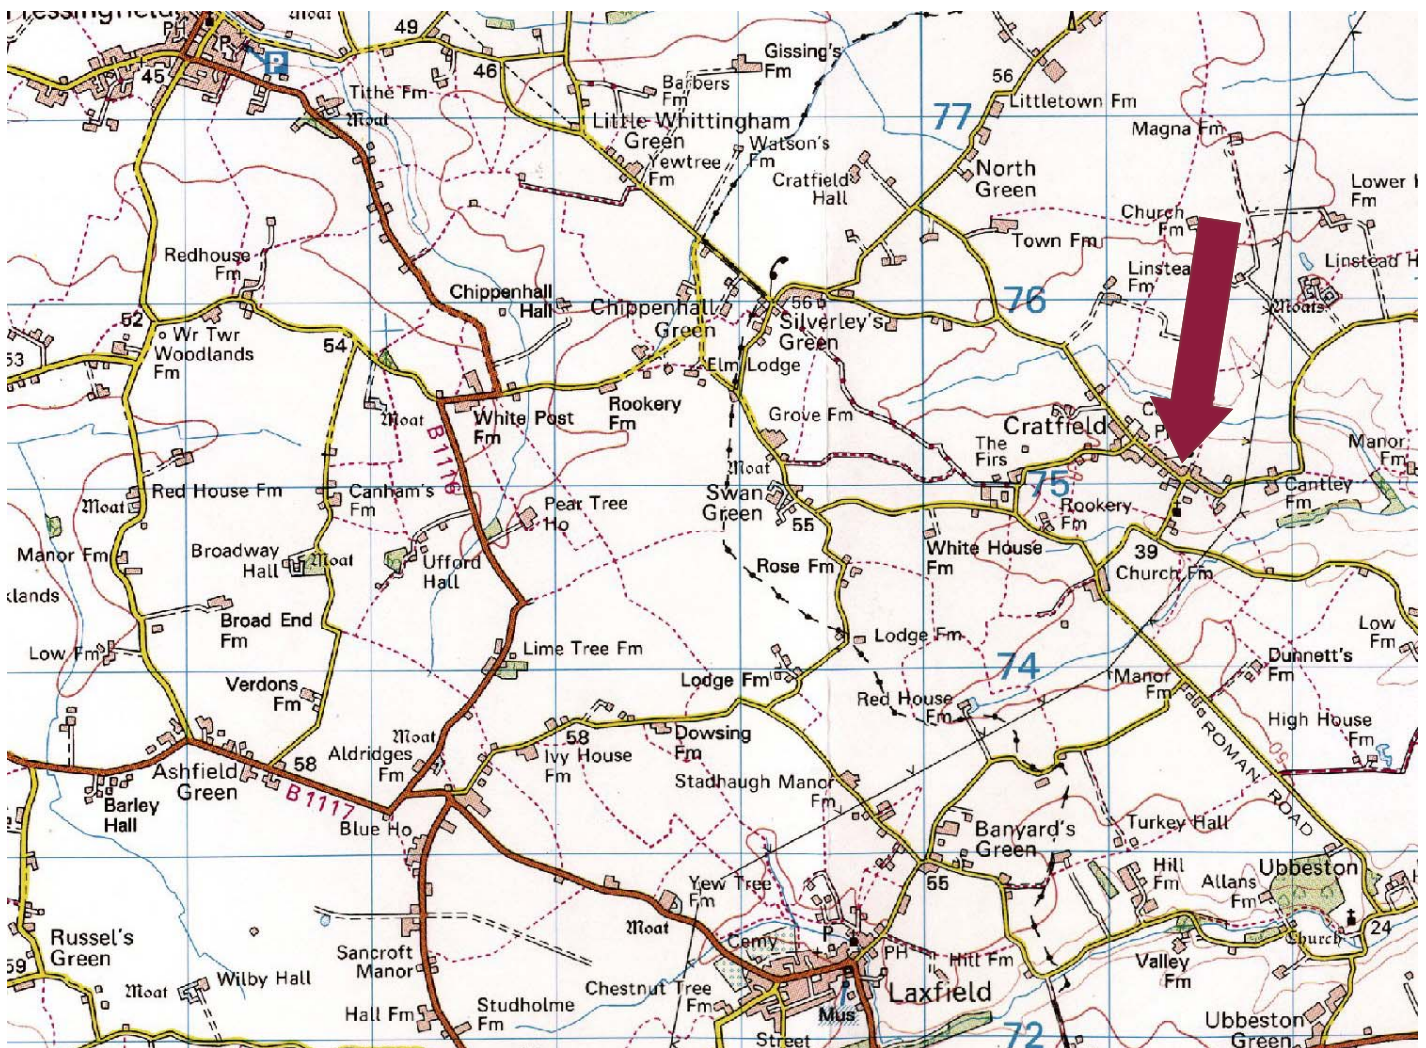 Moat
49
P
P
P
46
45
Gissing's
Fm
56
Tithe Fm
Barbers
Fm
Littletown Fm
Moat
Little Whittingham
Green
77
Magna Fm
Watson's
Fm
Yewtree
Fm
Cratfield
Hall
North
Green
Lower
Fm
Church
Fm
Redhouse
Fm
Town Fm
Chippenhall
Hall
Chippenhall
Green
56
Silverley's
Green
76
Fm
Moats
52
Wr Twr
Woodlands
Fm
53
54
Elm Lodge
Moat
White Post
Fm
Rookery
Fm
Grove Fm
Cratfield
B 1116
The
Firs
Manor
Fm
Moat
Red House Fm
Moat
Canham's
Fm
Pear Tree
Ho
Swan
Green
55
75
Rookery
Fm
Cantley
Fm
Manor Fm
Broadway
Hall
Moat
Ufford
Hall
Rose Fm
White House
Fm
39
Church Fm
Broad End
Fm
Low Fm
Lime Tree Fm
Lodge Fm
Low
Fm
Verdons
Fm
Lodge Fm
74
Dunnett's
Fm
Manor
Fm
Red House
Fm
High House
Fm
Moat
Aldridges
Fm
58
Ivy House
Fm
Dowsing
Fm
ROMAN ROAD
50
Ashfield
Green
58
B 1117
Stadhaugh Manor
Fm
Barley
Hall
Blue Ho
Banyard's
Green
Turkey Hall
55
Hill
Fm
Allans
Fm
Ubbeston
Yew Tree
Fm
Moat
24
Russel's
Green
Sancroft
Manor
Cemy
P
PH
Hill Fm
Church
Valley
Fm
59
Moat
Wilby Hall
Chestnut Tree
Fm
Laxfield
Hall Fm
Studholme
Fm
Mus
Street
72
Ubbeston
Green